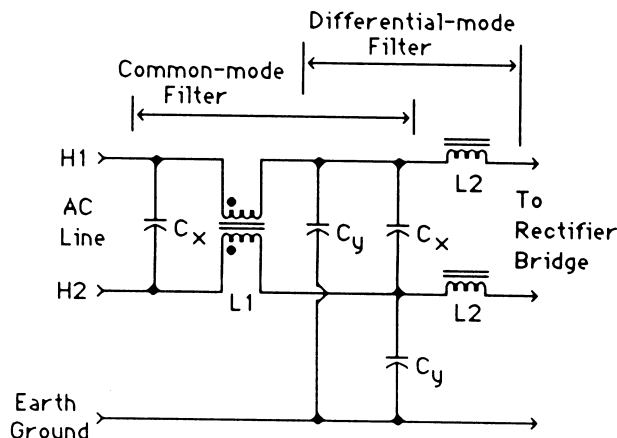 Differential-mode
Filter
Common-mode
Filter
H1
L2
AC
Line
Cx
Cy
Cx
To
Rectifier
Bridge
H2
L1
L2
Cy
Earth
Ground